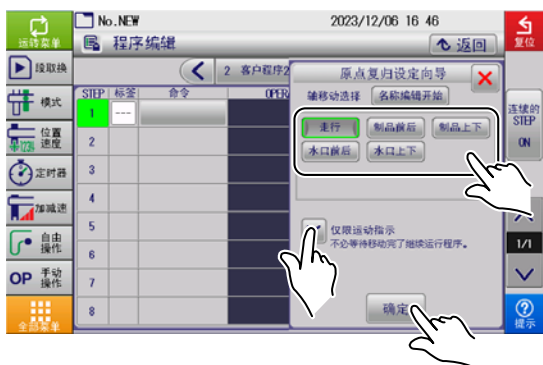 运转菜单
No.NEW
2023/12/06 16 46
复位
程序编辑
返回
段取换
2 客户程序2
原点复归设定向导
轴移动选择 名称编辑开始
模式
STEP 标签 命令 OPERA
连续的
STEP
ON
1 ---
走行 制品前后 制品上下
位置
速度
2
水口前后 水口上下
定时器
3
加减速
4
仅限运动指示
不必等待移动完了继续运行程序。
自由
操作
5
1/1
6
OP 手动
操作
7
确定
全部菜单
8
提示